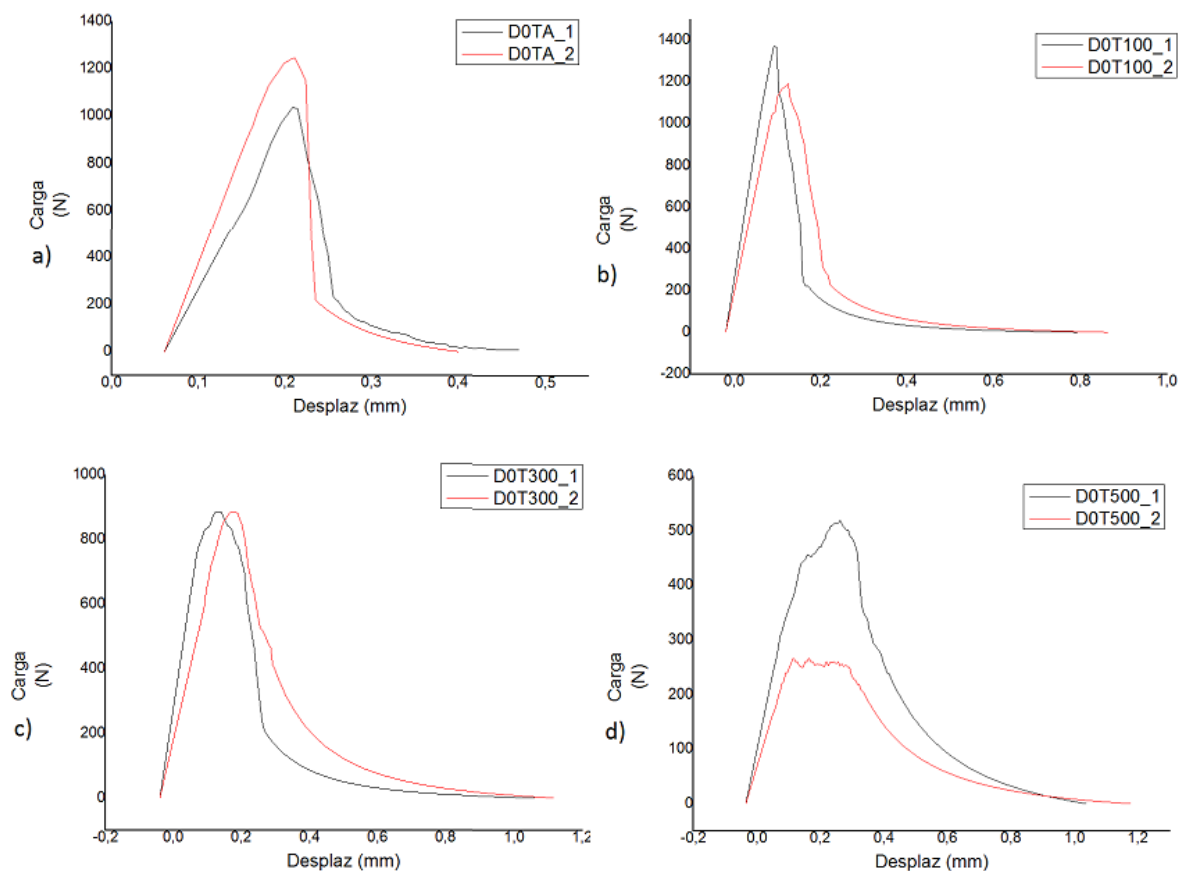 1400
1200
1000
800
600
400
200
0
Carga
(N)
a)
D0TA_1
D0TA_2
0,0
0,1
0,2
0,3
0,4
0,5
Desplaz (mm)
1400
1200
1000
800
600
400
200
0
-200
Carga
(N)
b)
D0T100_1
D0T100_2
0,0
0,2
0,4
0,6
0,8
1,0
Desplaz (mm)
1000
800
600
400
200
0
Carga
(N)
c)
D0T300_1
D0T300_2
-0,2
0,0
0,2
0,4
0,6
0,8
1,0
1,2
Desplaz (mm)
600
500
400
300
200
100
0
Carga
(N)
d)
D0T500_1
D0T500_2
-0,2
0,0
0,2
0,4
0,6
0,8
1,0
1,2
Desplaz (mm)